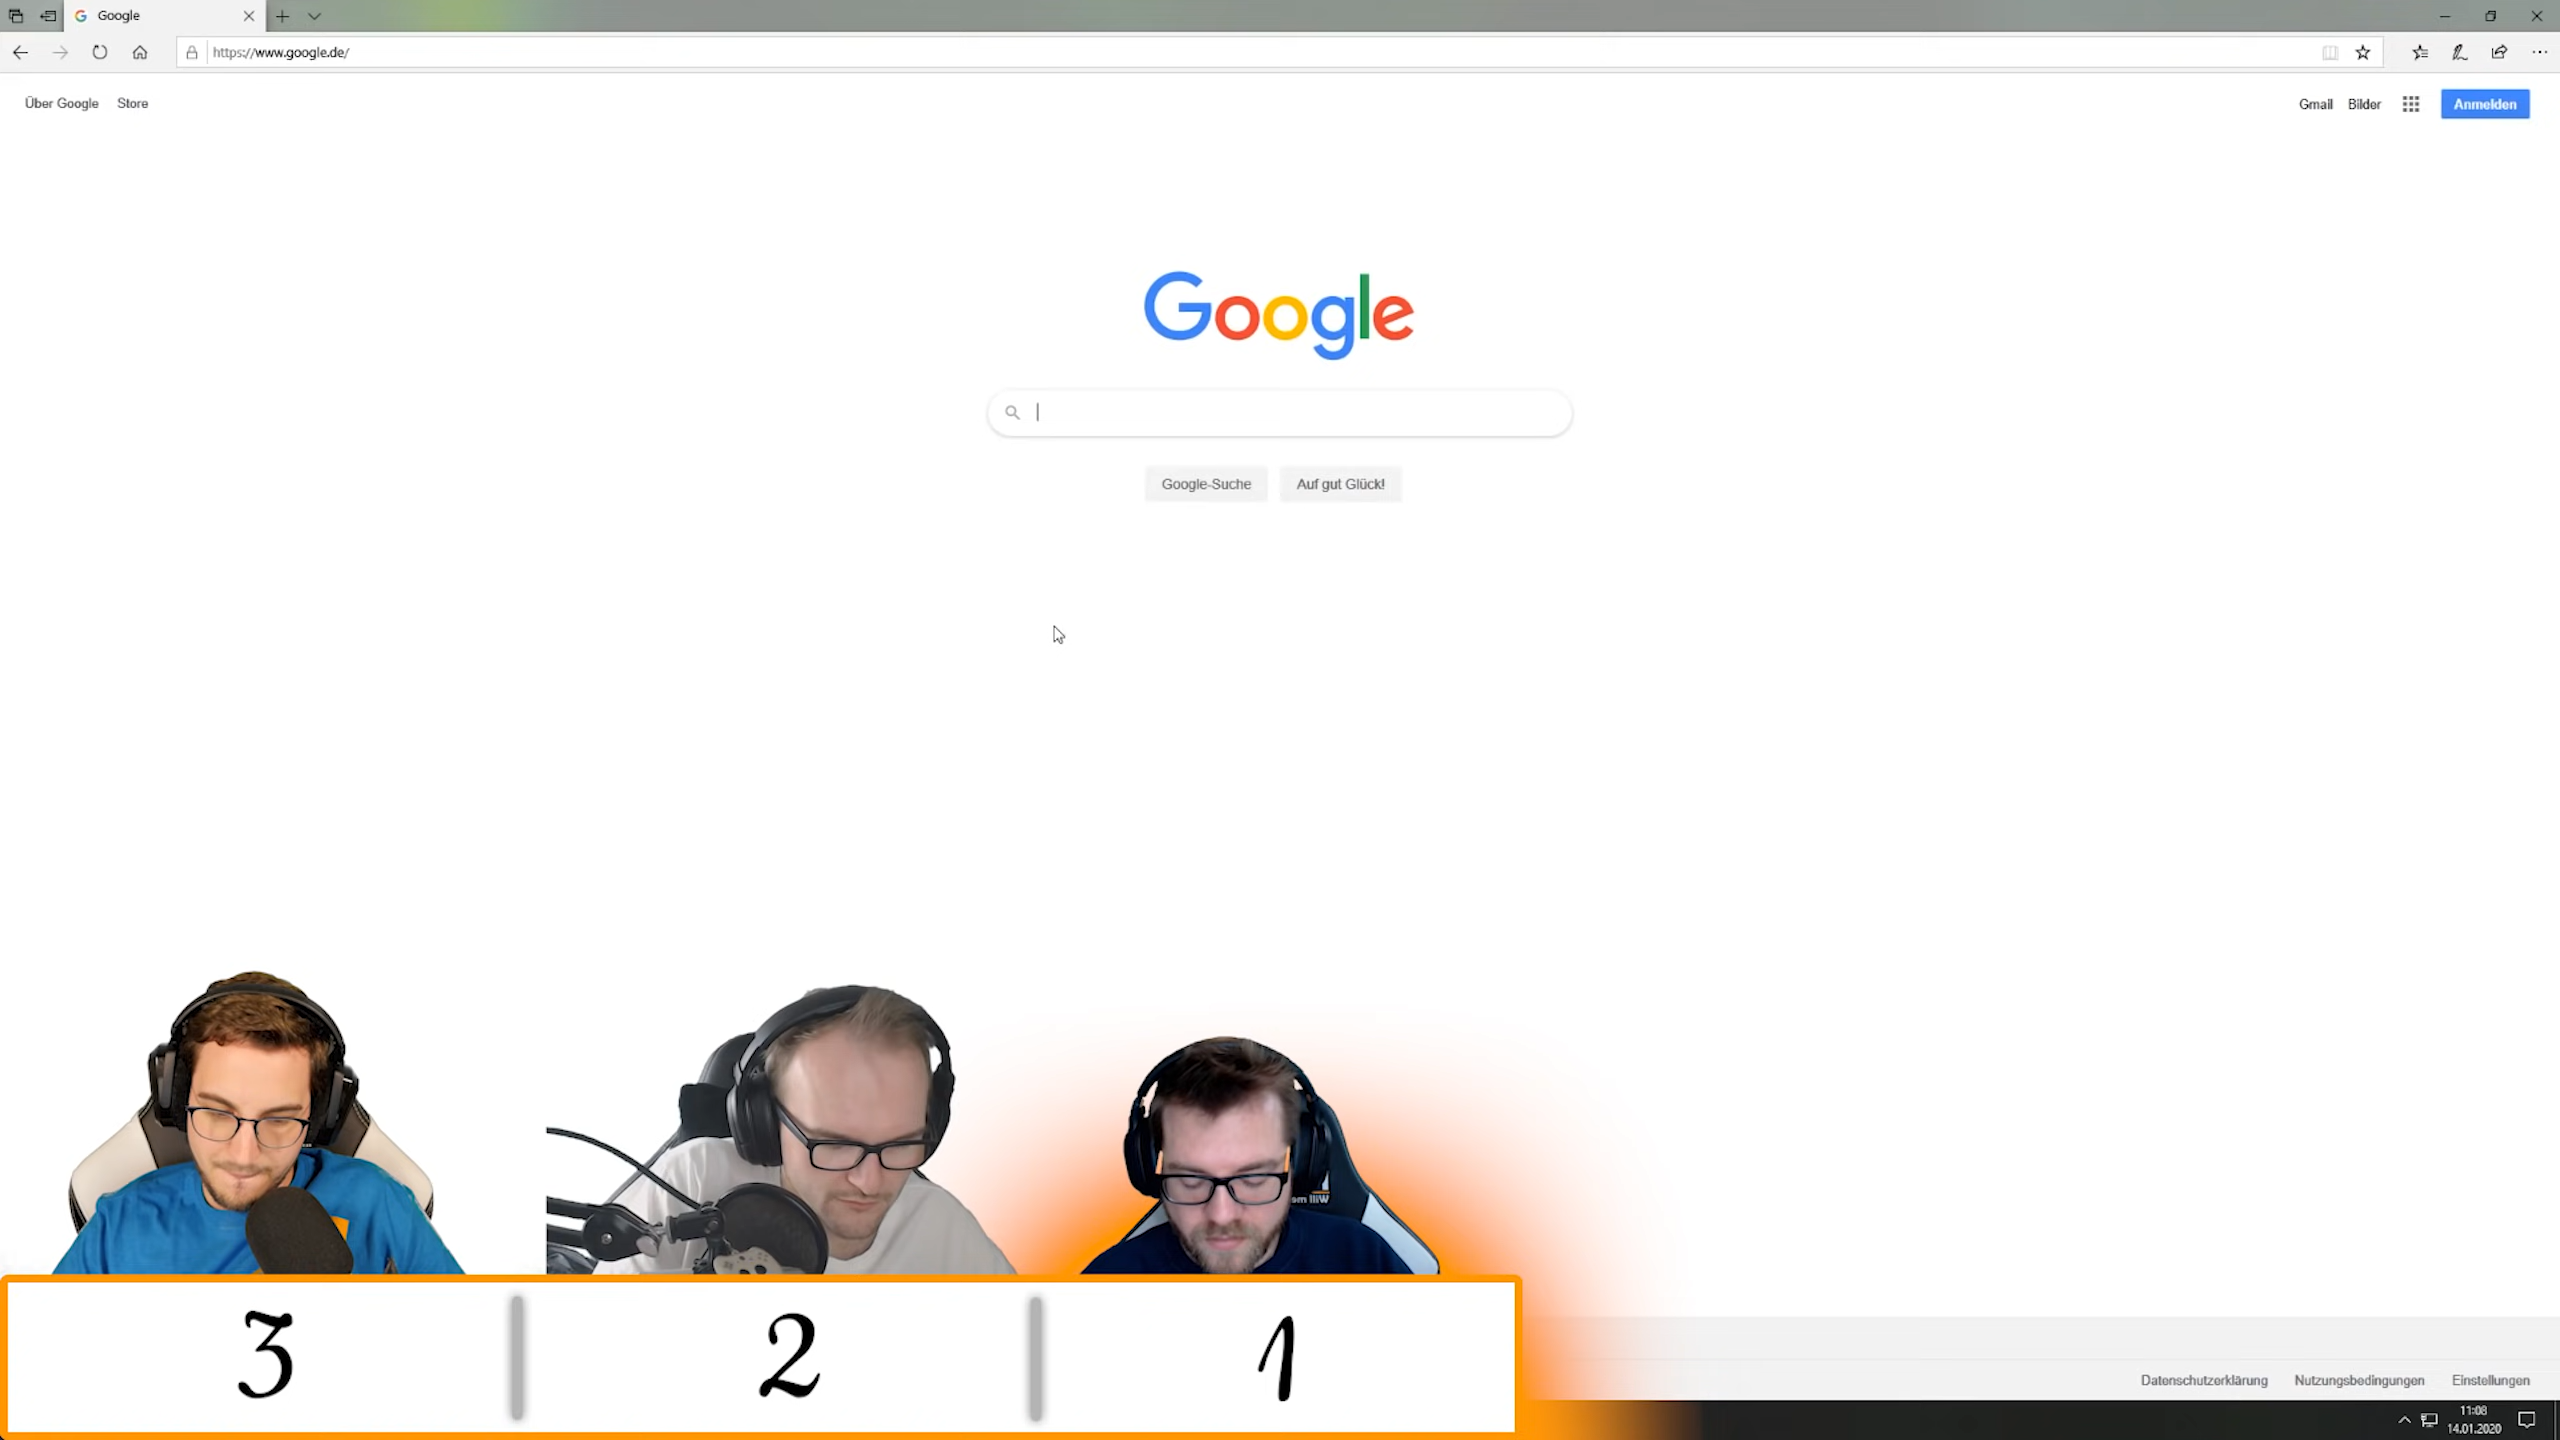 Google
https://www.google.de/
Über Google Store
Gmail Bilder Anmelden
Google
Google-Suche Auf gut Glück!
3 2 1
Datenschutzerklärung Nutzungsbedingungen Einstellungen
11:08
14.01.2020